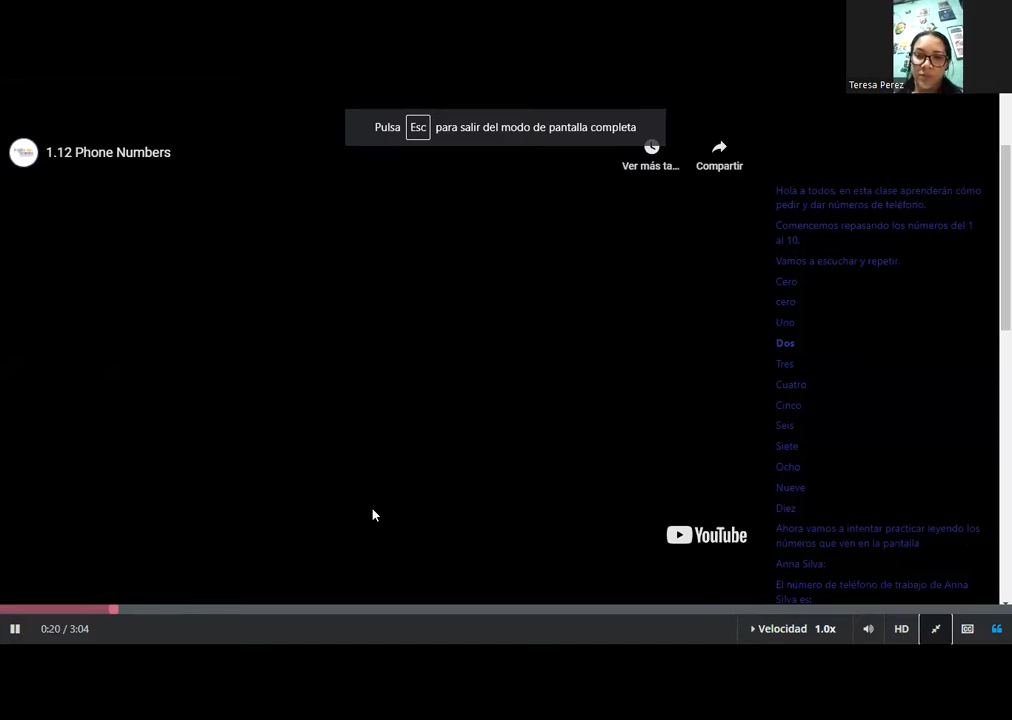 Teresa Perez
Pulsa Esc para salir del modo de pantalla completa
1.12 Phone Numbers
Ver más ta...
Compartir
Hola a todos, en esta clase aprenderán cómo
pedir y dar números de teléfono.
Comencemos repasando los números del 1
al 10.
Vamos a escuchar y repetir.
Cero
cero
Uno
Dos
Tres
Cuatro
Cinco
Seis
Siete
Ocho
Nueve
Diez
Ahora vamos a intentar practicar leyendo los
números que ven en la pantalla
Anna Silva:
El número de teléfono de trabajo de Anna
Silva es:
YouTube
0:20 / 3:04
Velocidad 1.0x
HD
CC